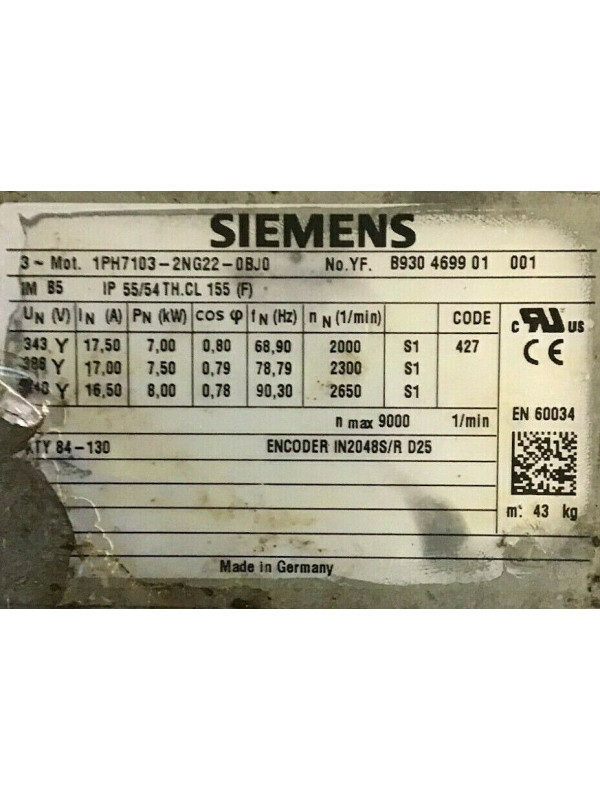 SIEMENS
3 ~ Mot. 1PH7103-2NG22-0BJ0 No.YF. B930 4699 01 001
IM B5 IP 55/54 TH.CL 155 (F)
UN (V) IN (A) PN (kW) cos φ fN (Hz) nN (1/min) CODE
343 Y 17,50 7,00 0,80 68,90 2000 S1 427
Y 17,00 7,50 0,79 78,79 2300 S1
Y 16,50 8,00 0,78 90,30 2650 S1
c UR us
CE
n max 9000 1/min
EN 60034
KTY 84-130 ENCODER IN2048S/R D25
m: 43 kg
Made in Germany